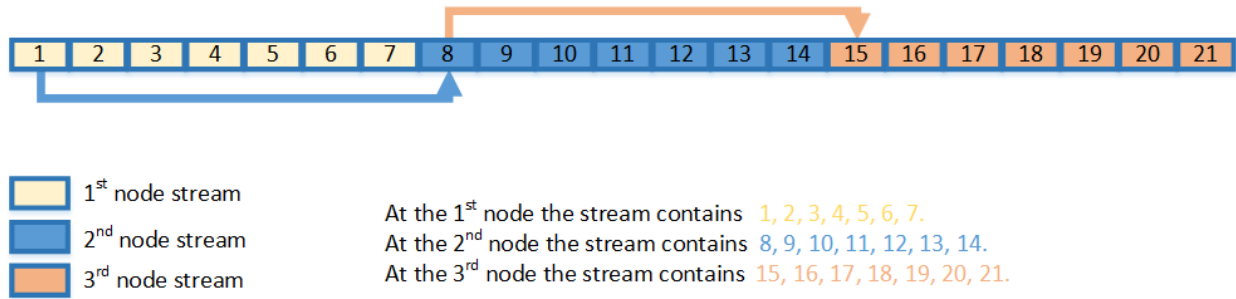 1 2 3 4 5 6 7 8 9 10 11 12 13 14 15 16 17 18 19 20 21
1st node stream
2nd node stream
3rd node stream
At the 1st node the stream contains 1, 2, 3, 4, 5, 6, 7.
At the 2nd node the stream contains 8, 9, 10, 11, 12, 13, 14.
At the 3rd node the stream contains 15, 16, 17, 18, 19, 20, 21.